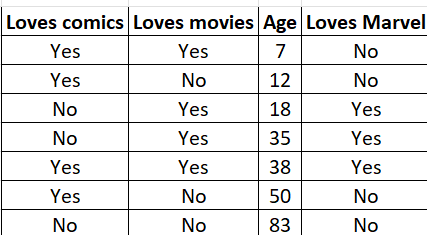 Loves comics Loves movies Age Loves Marvel
Yes Yes 7 No
Yes No 12 No
No Yes 18 Yes
No Yes 35 Yes
Yes Yes 38 Yes
Yes No 50 No
No No 83 No